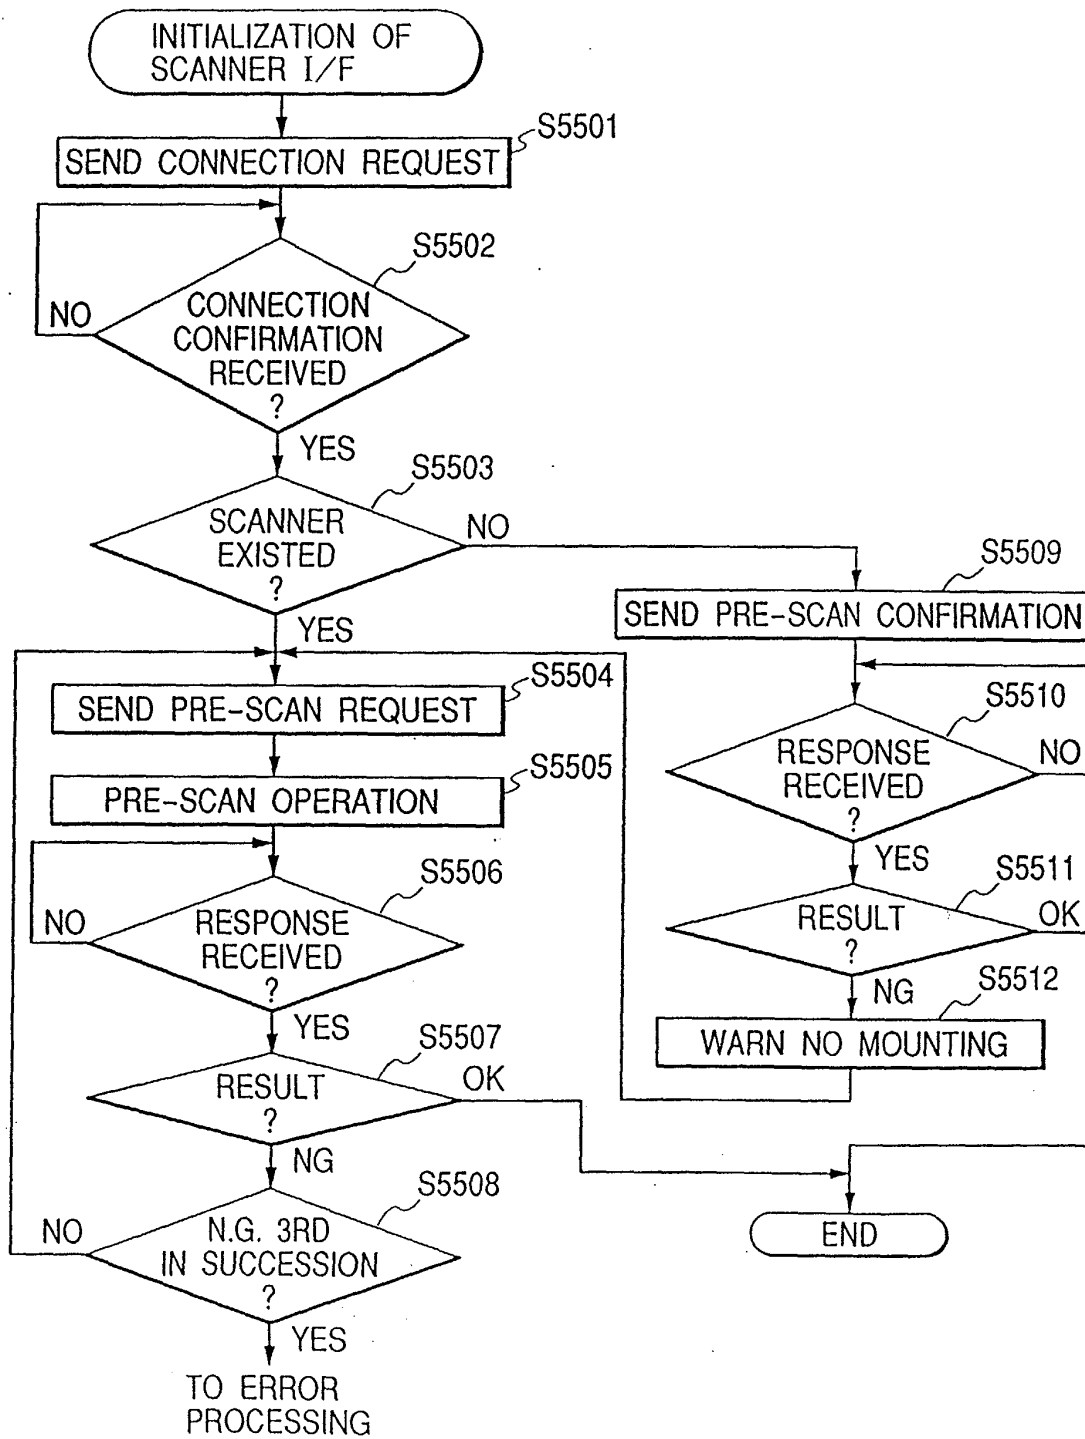 INITIALIZATION OF
SCANNER I/F
S5501
SEND CONNECTION REQUEST
S5502
CONNECTION
CONFIRMATION
RECEIVED
?
NO
YES
S5503
SCANNER
EXISTED
?
NO
YES
S5504
SEND PRE-SCAN REQUEST
S5505
PRE-SCAN OPERATION
S5506
RESPONSE
RECEIVED
?
NO
YES
S5507
RESULT
?
OK
NG
S5508
N.G. 3RD
IN SUCCESSION
?
NO
YES
TO ERROR
PROCESSING
S5509
SEND PRE-SCAN CONFIRMATION
S5510
RESPONSE
RECEIVED
?
NO
YES
S5511
RESULT
?
OK
NG
S5512
WARN NO MOUNTING
END